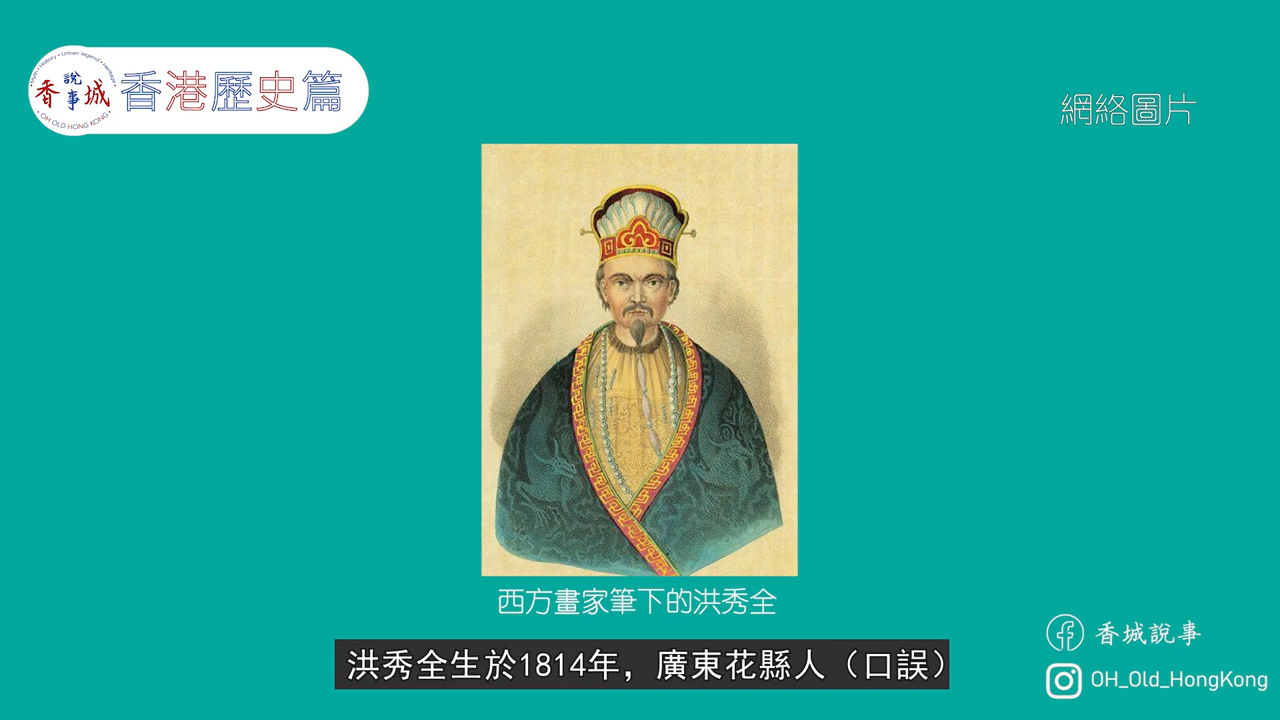 Myth • History • Urban legend • Heritage
香說事城
• OH OLD HONG KONG •
香港歷史篇
網絡圖片
西方畫家筆下的洪秀全
洪秀全生於1814年，廣東花縣人（口誤）
香城說事
OH_Old_HongKong